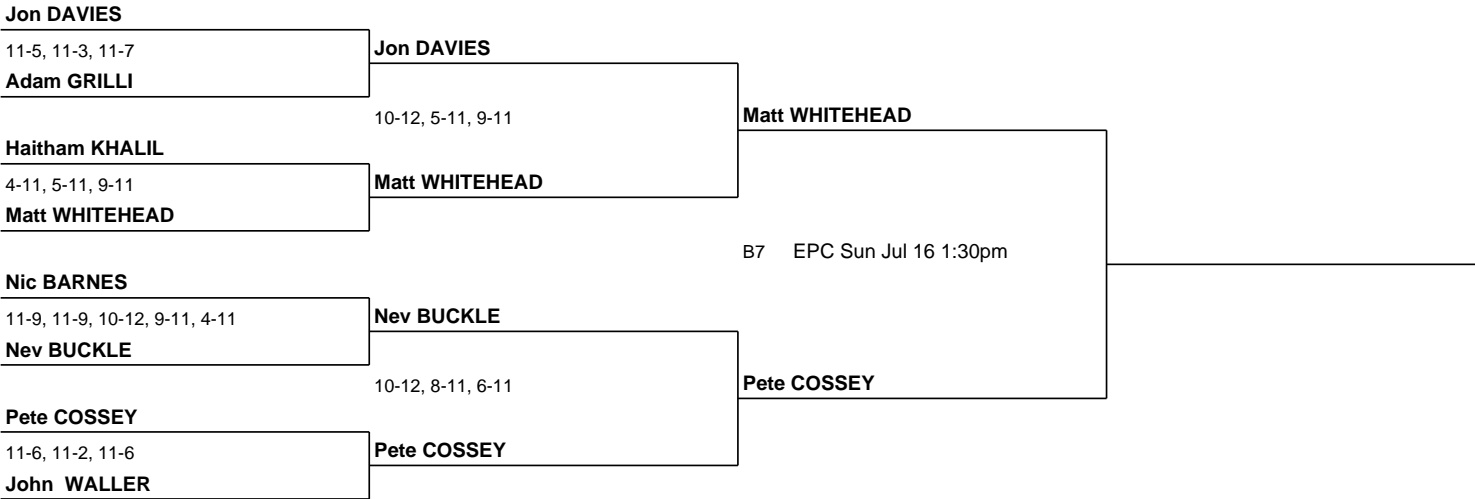 Jon DAVIES
11-5, 11-3, 11-7
Jon DAVIES
Adam GRILLI
10-12, 5-11, 9-11
Matt WHITEHEAD
Haitham KHALIL
4-11, 5-11, 9-11
Matt WHITEHEAD
Matt WHITEHEAD
B7 EPC Sun Jul 16 1:30pm
Nic BARNES
11-9, 11-9, 10-12, 9-11, 4-11
Nev BUCKLE
Nev BUCKLE
10-12, 8-11, 6-11
Pete COSSEY
Pete COSSEY
11-6, 11-2, 11-6
Pete COSSEY
John WALLER